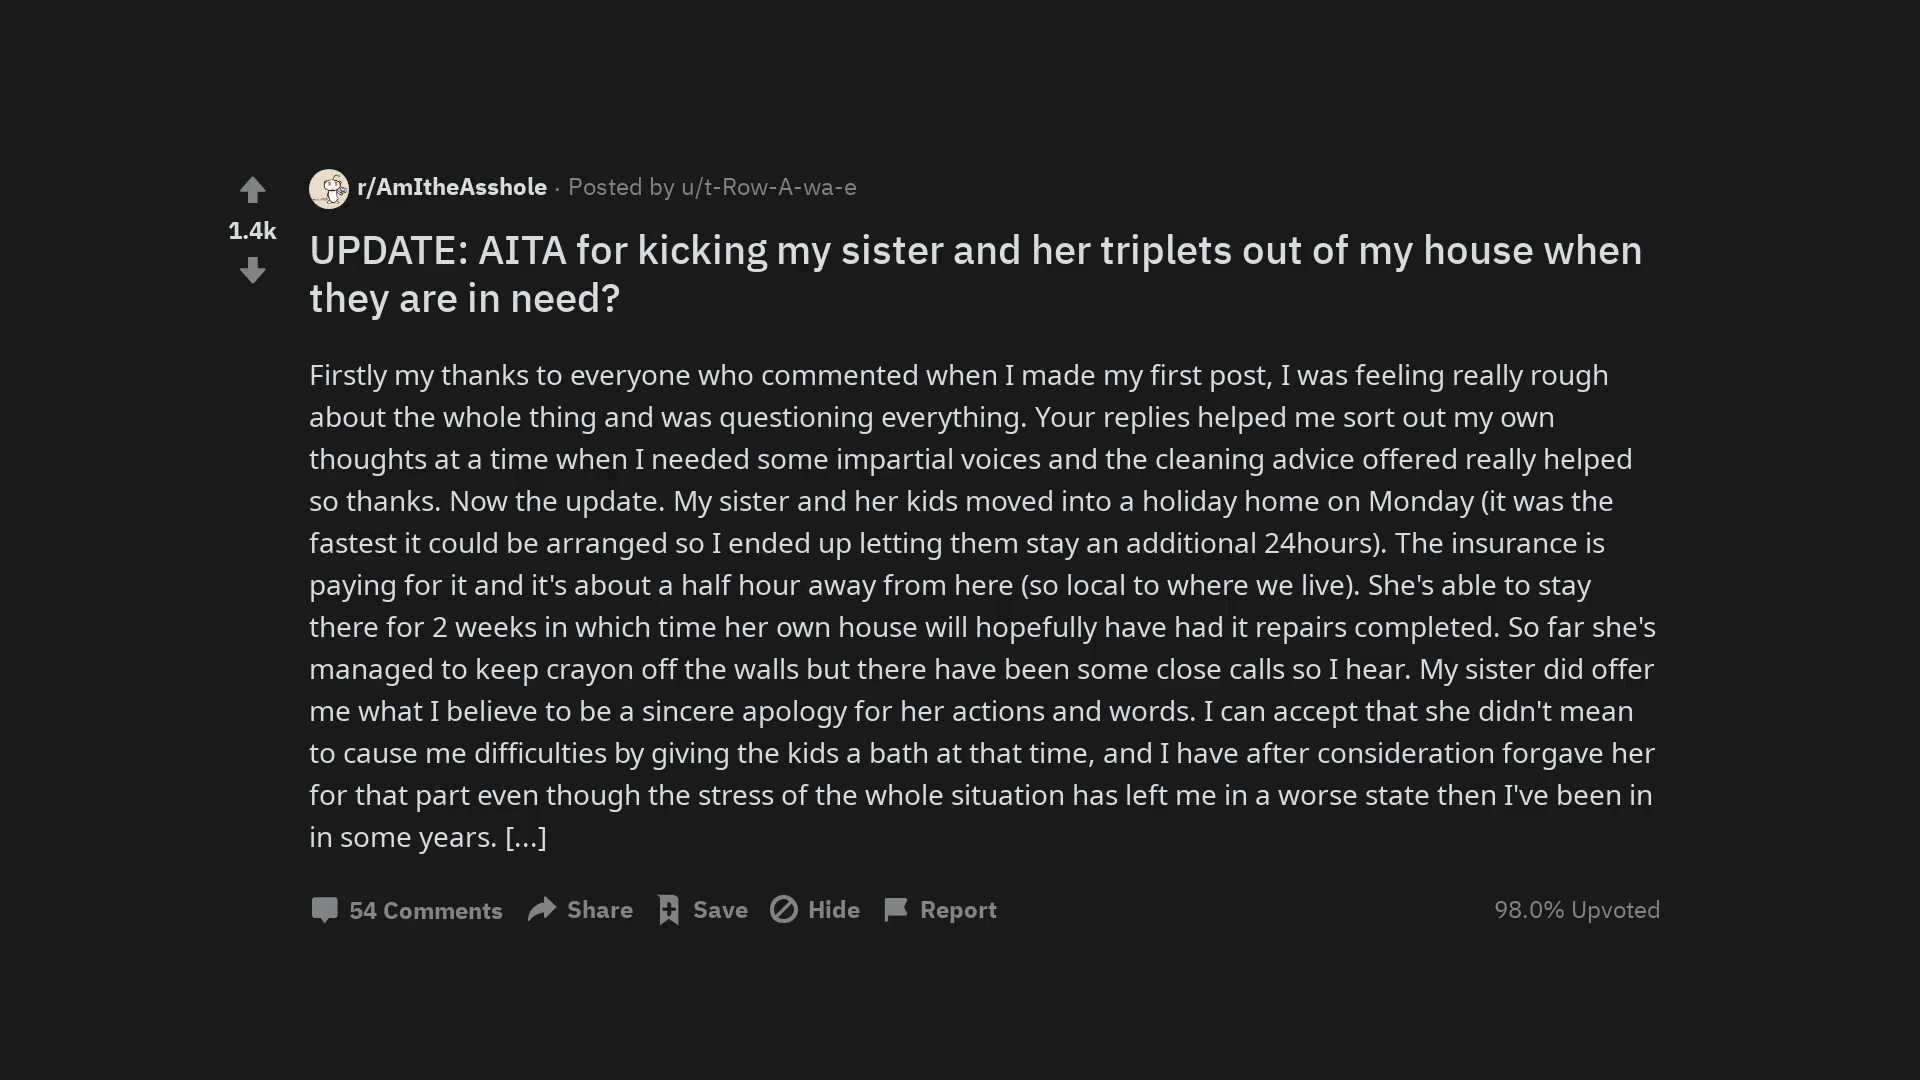 r/AmItheAsshole · Posted by u/t-Row-A-wa-e
1.4k
UPDATE: AITA for kicking my sister and her triplets out of my house when
they are in need?
Firstly my thanks to everyone who commented when I made my first post, I was feeling really rough
about the whole thing and was questioning everything. Your replies helped me sort out my own
thoughts at a time when I needed some impartial voices and the cleaning advice offered really helped
so thanks. Now the update. My sister and her kids moved into a holiday home on Monday (it was the
fastest it could be arranged so I ended up letting them stay an additional 24hours). The insurance is
paying for it and it's about a half hour away from here (so local to where we live). She's able to stay
there for 2 weeks in which time her own house will hopefully have had it repairs completed. So far she's
managed to keep crayon off the walls but there have been some close calls so I hear. My sister did offer
me what I believe to be a sincere apology for her actions and words. I can accept that she didn't mean
to cause me difficulties by giving the kids a bath at that time, and I have after consideration forgave her
for that part even though the stress of the whole situation has left me in a worse state then I've been in
in some years. [...]
54 Comments Share Save Hide Report 98.0% Upvoted